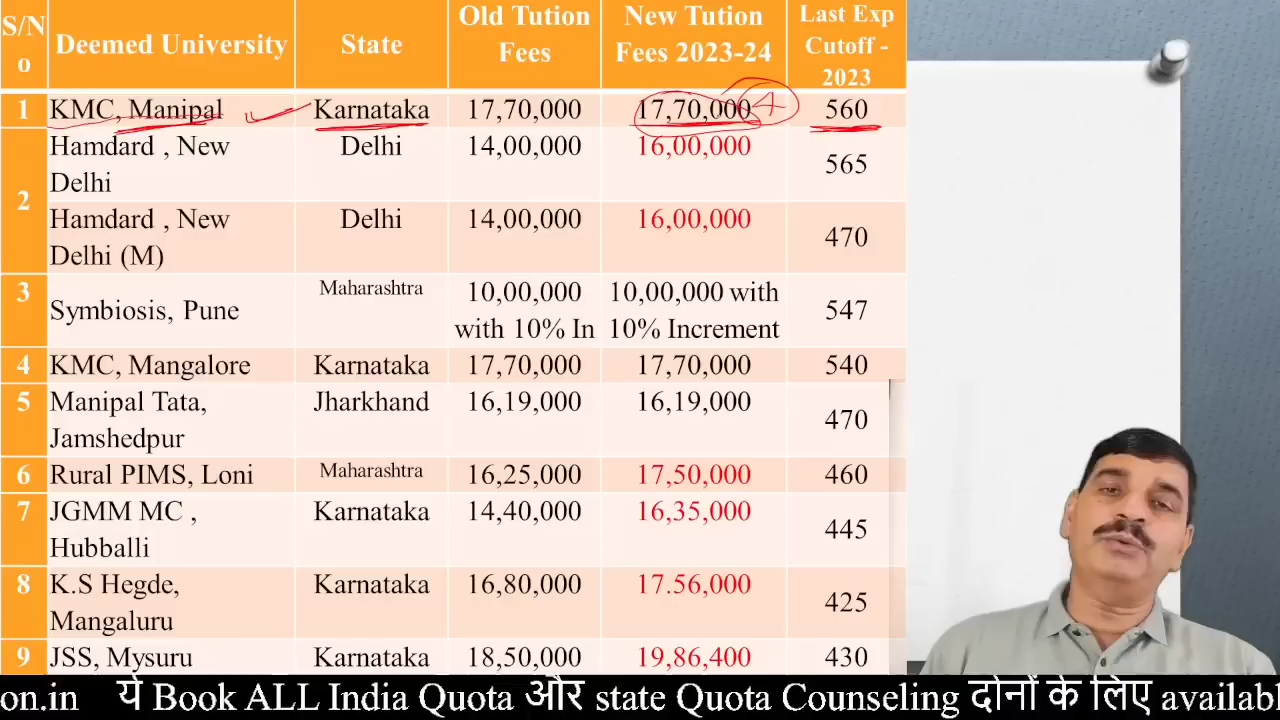 S/No Deemed University State Old Tution Fees New Tution Fees 2023-24 Last Exp Cutoff - 2023
1 KMC, Manipal Karnataka 17,70,000 17,70,000 4 560
2 Hamdard , New Delhi Delhi 14,00,000 16,00,000 565
Hamdard , New Delhi (M) Delhi 14,00,000 16,00,000 470
3 Symbiosis, Pune Maharashtra 10,00,000 with 10% In 10,00,000 with 10% Increment 547
4 KMC, Mangalore Karnataka 17,70,000 17,70,000 540
5 Manipal Tata, Jamshedpur Jharkhand 16,19,000 16,19,000 470
6 Rural PIMS, Loni Maharashtra 16,25,000 17,50,000 460
7 JGMM MC , Hubballi Karnataka 14,40,000 16,35,000 445
8 K.S Hegde, Mangaluru Karnataka 16,80,000 17.56,000 425
9 JSS, Mysuru Karnataka 18,50,000 19,86,400 430
on.in ये Book ALL India Quota और state Quota Counseling दोनों के लिए availabl